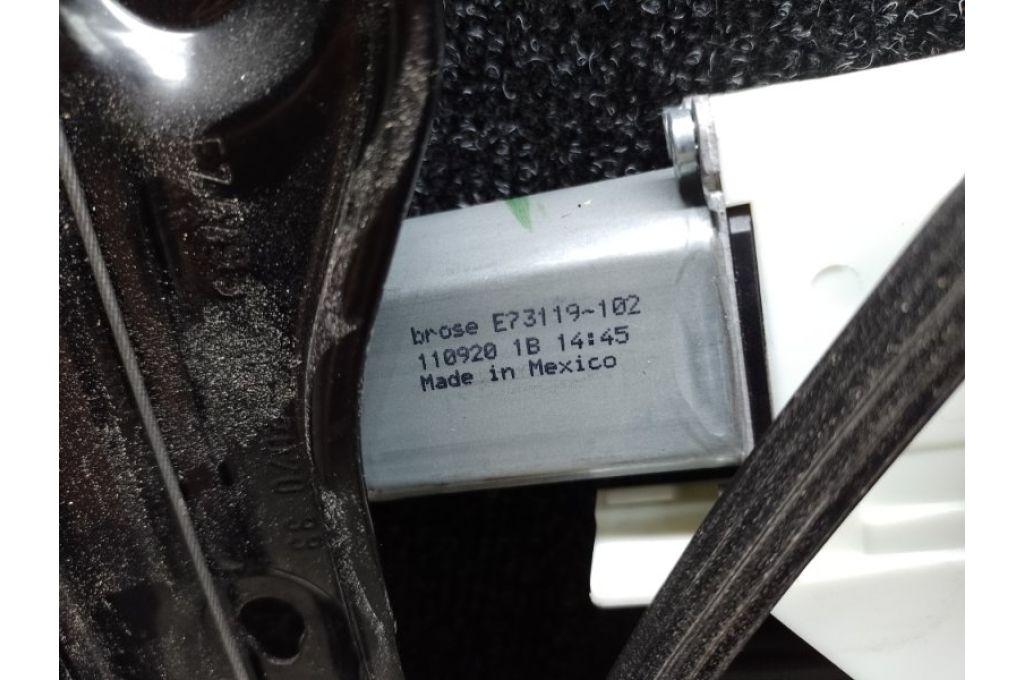 brose E73119-102
110920 1B 14:45
Made in Mexico